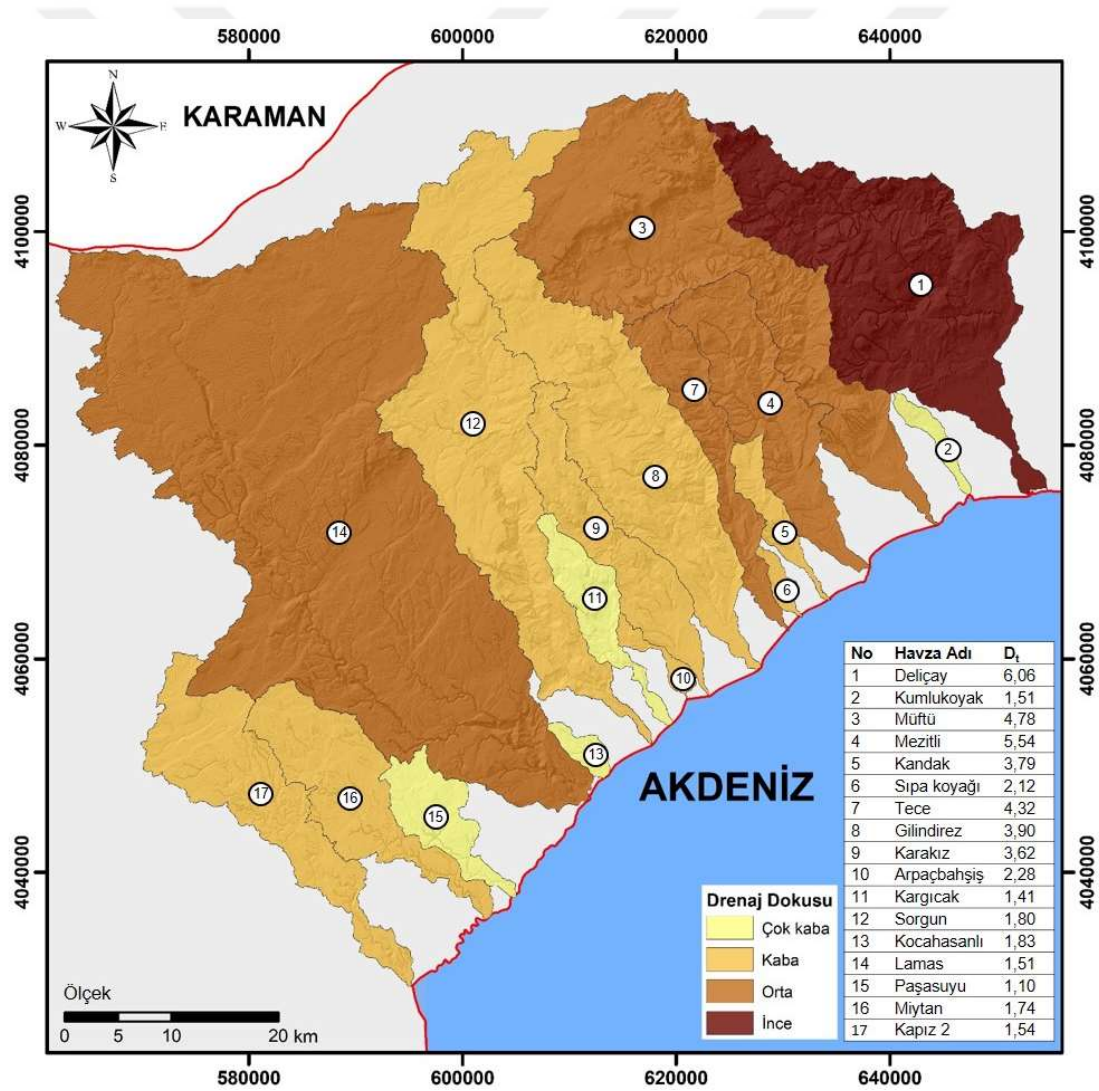 580000 600000 620000 640000
N
W E
S
KARAMAN
4100000 4100000
4080000 4080000
4060000 4060000
4040000 4040000
3
1
7
4
12
2
8
14
9
5
6
11
10
13
17
16
15
AKDENİZ
No Havza Adı Dt
1 Deliçay 6,06
2 Kumlukoyak 1,51
3 Müftü 4,78
4 Mezitli 5,54
5 Kandak 3,79
6 Sıpa koyağı 2,12
7 Tece 4,32
8 Gilindirez 3,90
9 Karakız 3,62
10 Arpaçbahşiş 2,28
11 Kargıcak 1,41
12 Sorgun 1,80
13 Kocahasanlı 1,83
14 Lamas 1,51
15 Paşasuyu 1,10
16 Miytan 1,74
17 Kapız 2 1,54
Drenaj Dokusu
Çok kaba
Kaba
Orta
İnce
Ölçek
0 5 10 20 km
580000 600000 620000 640000